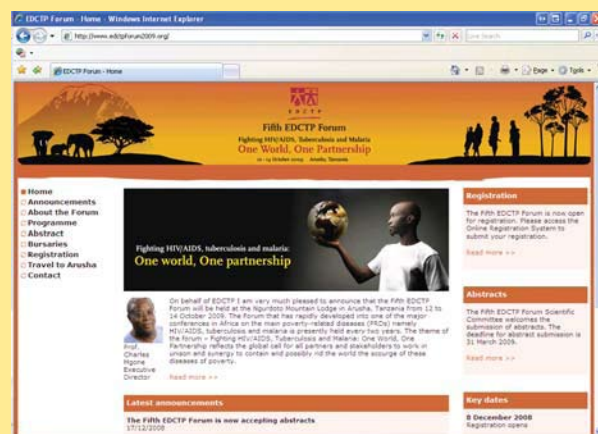 EDCTP Forum - Home - Windows Internet Explorer
http://www.edctpforum2009.org/
Live Search
EDCTP Forum - Home
Page
Tools
EDCTP
Fifth EDCTP Forum
Fighting HIV/AIDS, Tuberculosis and Malaria
One World, One Partnership
12 - 14 October 2009 Arusha, Tanzania
Home
Announcements
About the Forum
Programme
Abstract
Bursaries
Registration
Travel to Arusha
Contact
Fighting HIV/AIDS, tuberculosis and malaria:
One world, One partnership
Prof.
Charles
Mgone
Executive
Director
On behalf of EDCTP I am very much pleased to announce that the Fifth EDCTP
Forum will be held at the Ngurdoto Mountain Lodge in Arusha, Tanzania from 12 to
14 October 2009. The Forum that has rapidly developed into one of the major
conferences in Africa on the main poverty-related diseases (PRDs) namely
HIV/AIDS, tuberculosis and malaria is presently held every two years. The theme of
the forum – Fighting HIV/AIDS, Tuberculosis and Malaria: One World, One
Partnership reflects the global call for all partners and stakeholders to work in
union and synergy to contain and possibly rid the world the scourge of these
diseases of poverty.
Read more >>
Latest announcements
The Fifth EDCTP Forum is now accepting abstracts
17/12/2008
Registration
The Fifth EDCTP Forum is now open
for registration. Please access the
Online Registration System to
submit your registration.
Read more >>
Abstracts
The Fifth EDCTP Forum Scientific
Committee welcomes the
submission of abstracts. The
deadline for abstract submission is
31 March 2009.
Read more >>
Key dates
8 December 2008
Registration opens